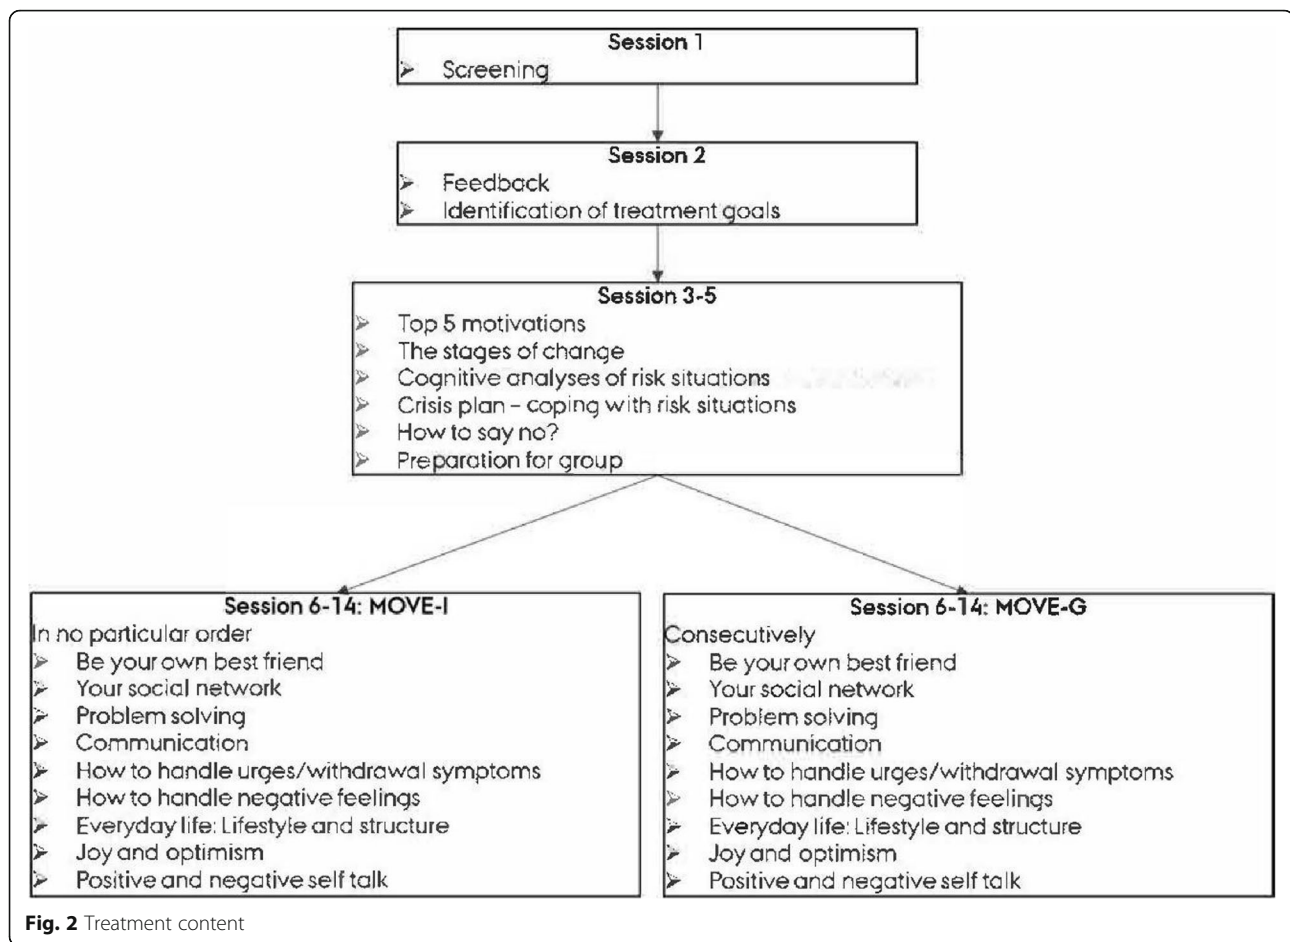 Session 1
➢ Screening
Session 2
➢ Feedback
➢ Identification of treatment goals
Session 3-5
➢ Top 5 motivations
➢ The stages of change
➢ Cognitive analyses of risk situations
➢ Crisis plan – coping with risk situations
➢ How to say no?
➢ Preparation for group
Session 6-14: MOVE-I
In no particular order
➢ Be your own best friend
➢ Your social network
➢ Problem solving
➢ Communication
➢ How to handle urges/withdrawal symptoms
➢ How to handle negative feelings
➢ Everyday life: Lifestyle and structure
➢ Joy and optimism
➢ Positive and negative self talk
Session 6-14: MOVE-G
Consecutively
➢ Be your own best friend
➢ Your social network
➢ Problem solving
➢ Communication
➢ How to handle urges/withdrawal symptoms
➢ How to handle negative feelings
➢ Everyday life: Lifestyle and structure
➢ Joy and optimism
➢ Positive and negative self talk
Fig. 2 Treatment content